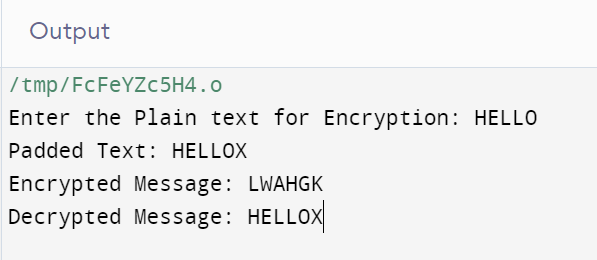 Output
/tmp/FcFeYZc5H4.o
Enter the Plain text for Encryption: HELLO
Padded Text: HELLOX
Encrypted Message: LWAHGK
Decrypted Message: HELLOX